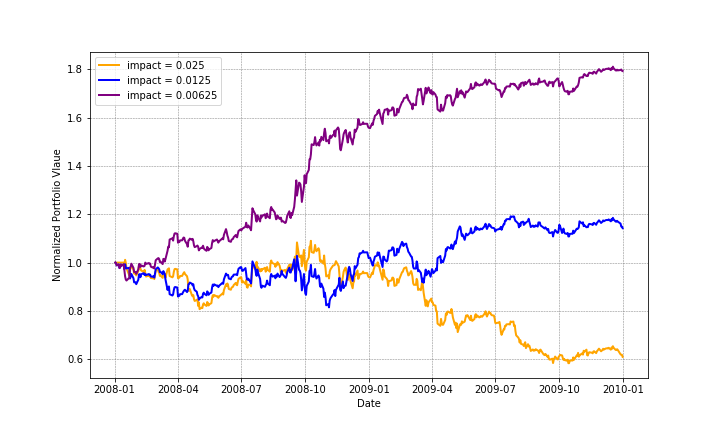 impact = 0.025
impact = 0.0125
impact = 0.00625
Normalized Portfolio Vlaue
1.8
1.6
1.4
1.2
1.0
0.8
0.6
2008-01 2008-04 2008-07 2008-10 2009-01 2009-04 2009-07 2009-10 2010-01
Date